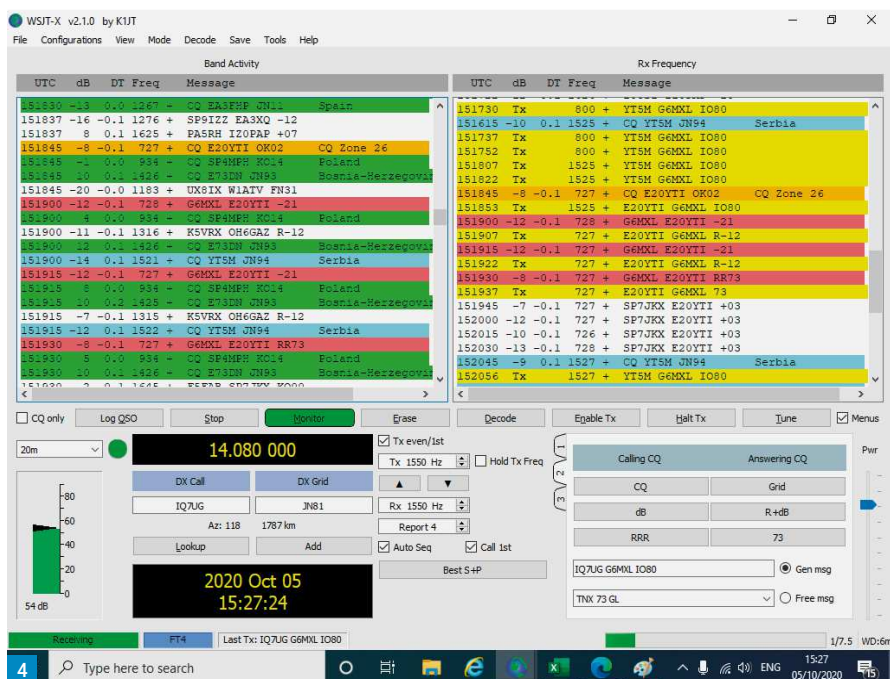 WSJT-X v2.1.0 by K1JT
File Configurations View Mode Decode Save Tools Help
Band Activity
UTC dB DT Freq Message
151830 -13 0.0 1267 ~ CQ EA3FHP JN11 Spain
151837 -16 -0.1 1276 + SP9IZZ EA3XQ -12
151837 8 0.1 1625 + PA5RH IZ0PAP +07
151845 -8 -0.1 727 + CQ E20YTI OK02 CQ Zone 26
151845 -1 0.0 934 ~ CQ SP4MPH KO14 Poland
151845 10 0.1 1426 ~ CQ E73DN JN93 Bosnia-Herzegovi
151845 -20 -0.0 1183 + UX8IX W1ATV FN31
151900 -12 -0.1 728 + G6MXL E20YTI -21
151900 4 0.0 934 ~ CQ SP4MPH KO14 Poland
151900 -11 -0.1 1316 + K5VRX OH6GAZ R-12
151900 12 0.1 1426 ~ CQ E73DN JN93 Bosnia-Herzegovi
151900 -14 0.1 1521 + CQ YT5M JN94 Serbia
151915 -12 -0.1 727 + G6MXL E20YTI -21
151915 8 0.0 934 ~ CQ SP4MPH KO14 Poland
151915 10 0.2 1425 ~ CQ E73DN JN93 Bosnia-Herzegovi
151915 -7 -0.1 1315 + K5VRX OH6GAZ R-12
151915 -12 0.1 1522 + CQ YT5M JN94 Serbia
151930 -8 -0.1 727 + G6MXL E20YTI RR73
151930 5 0.0 934 ~ CQ SP4MPH KO14 Poland
151930 10 0.1 1426 ~ CQ E73DN JN93 Bosnia-Herzegovi
Rx Frequency
UTC dB DT Freq Message
151730 Tx 800 + YT5M G6MXL IO80
151615 -10 0.1 1525 + CQ YT5M JN94 Serbia
151737 Tx 800 + YT5M G6MXL IO80
151752 Tx 800 + YT5M G6MXL IO80
151807 Tx 1525 + YT5M G6MXL IO80
151822 Tx 1525 + YT5M G6MXL IO80
151845 -8 -0.1 727 + CQ E20YTI OK02 CQ Zone 26
151853 Tx 1525 + E20YTI G6MXL IO80
151900 -12 -0.1 728 + G6MXL E20YTI -21
151907 Tx 727 + E20YTI G6MXL R-12
151915 -12 -0.1 727 + G6MXL E20YTI -21
151922 Tx 727 + E20YTI G6MXL R-12
151930 -8 -0.1 727 + G6MXL E20YTI RR73
151937 Tx 727 + E20YTI G6MXL 73
151945 -7 -0.1 727 + SP7JKX E20YTI +03
152000 -12 -0.1 727 + SP7JKX E20YTI +03
152015 -10 -0.1 726 + SP7JKX E20YTI +03
152030 -13 -0.1 728 + SP7JKX E20YTI +03
152045 -9 0.1 1527 + CQ YT5M JN94 Serbia
152056 Tx 1527 + YT5M G6MXL IO80
CQ only Log QSO Stop Monitor Erase Decode Enable Tx Halt Tx Tune Menus
20m 14.080 000
Tx even/1st
Tx 1550 Hz Hold Tx Freq
DX Call DX Grid
IQ7UG JN81
Rx 1550 Hz
Az: 118 1787 km
Report 4
Lookup Add
Auto Seq Call 1st
Best S+P
2020 Oct 05
15:27:24
-80
-60
-40
-20
-0
54 dB
1
2
3
Calling CQ Answering CQ
CQ Grid
dB R+dB
RRR 73
IQ7UG G6MXL IO80 Gen msg
TNX 73 GL Free msg
Pwr
Receiving FT4 Last Tx: IQ7UG G6MXL IO80 1/7.5 WD:6m
4 Type here to search ENG 15:27
05/10/2020 15